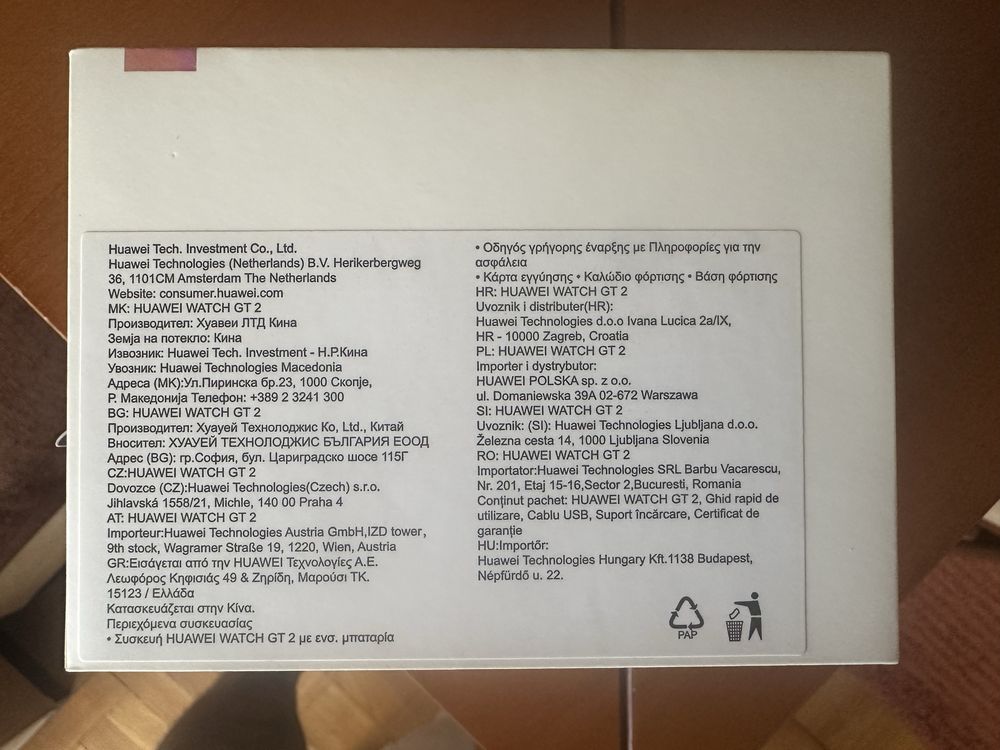 Huawei Tech. Investment Co., Ltd.
Huawei Technologies (Netherlands) B.V. Herikerbergweg
36, 1101CM Amsterdam The Netherlands
Website: consumer.huawei.com
MK: HUAWEI WATCH GT 2
Производител: Хуавеи ЛТД Кина
Земја на потекло: Кина
Извозник: Huawei Tech. Investment - Н.Р.Кина
Увозник: Huawei Technologies Macedonia
Адреса (МК):Ул.Пиринска бр.23, 1000 Скопје,
Р. Македонија Телефон: +389 2 3241 300
BG: HUAWEI WATCH GT 2
Производител: Хуауей Технолоджис Ко, Ltd., Китай
Вносител: ХУАУЕЙ ТЕХНОЛОДЖИС БЪЛГАРИЯ ЕООД
Адрес (BG): гр.София, бул. Цариградско шосе 115Г
CZ:HUAWEI WATCH GT 2
Dovozce (CZ):Huawei Technologies(Czech) s.r.o.
Jihlavská 1558/21, Michle, 140 00 Praha 4
AT: HUAWEI WATCH GT 2
Importeur:Huawei Technologies Austria GmbH,IZD tower,
9th stock, Wagramer Straße 19, 1220, Wien, Austria
GR:Εισάγεται από την HUAWEI Τεχνολογίες Α.Ε.
Λεωφόρος Κηφισιάς 49 & Ζηρίδη, Μαρούσι ΤΚ.
15123 / Ελλάδα
Κατασκευάζεται στην Κίνα.
Περιεχόμενα συσκευασίας
• Συσκευή HUAWEI WATCH GT 2 με ενσ. μπαταρία
• Οδηγός γρήγορης έναρξης με Πληροφορίες για την
ασφάλεια
• Κάρτα εγγύησης • Καλώδιο φόρτισης • Βάση φόρτισης
HR: HUAWEI WATCH GT 2
Uvoznik i distributer(HR):
Huawei Technologies d.o.o Ivana Lucica 2a/IX,
HR - 10000 Zagreb, Croatia
PL: HUAWEI WATCH GT 2
Importer i dystrybutor:
HUAWEI POLSKA sp. z o.o.
ul. Domaniewska 39A 02-672 Warszawa
SI: HUAWEI WATCH GT 2
Uvoznik: (SI): Huawei Technologies Ljubljana d.o.o.
Železna cesta 14, 1000 Ljubljana Slovenia
RO: HUAWEI WATCH GT 2
Importator:Huawei Technologies SRL Barbu Vacarescu,
Nr. 201, Etaj 15-16,Sector 2,Bucuresti, Romania
Conținut pachet: HUAWEI WATCH GT 2, Ghid rapid de
utilizare, Cablu USB, Suport încărcare, Certificat de
garanție
HU:Importőr:
Huawei Technologies Hungary Kft.1138 Budapest,
Népfürdő u. 22.
PAP